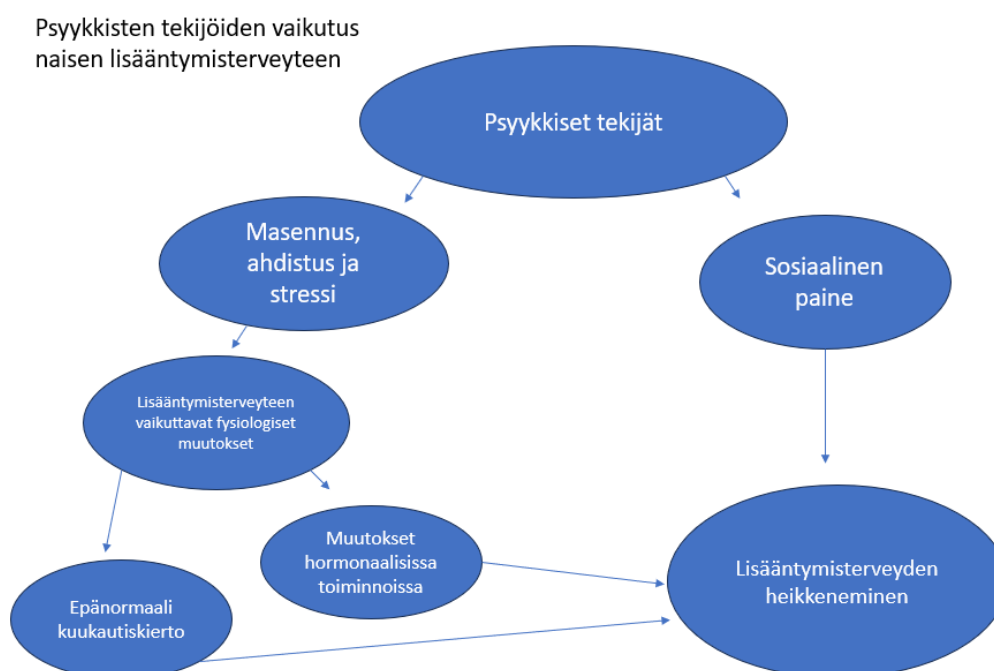 Psyykkisten tekijöiden vaikutus
naisen lisääntymisterveyteen
Psyykkiset tekijät
Masennus,
ahdistus ja
stressi
Sosiaalinen
paine
Lisääntymisterveyteen
vaikuttavat fysiologiset
muutokset
Muutokset
hormonaalisissa
toiminnoissa
Lisääntymisterveyden
heikkeneminen
Epänormaali
kuukautiskierto